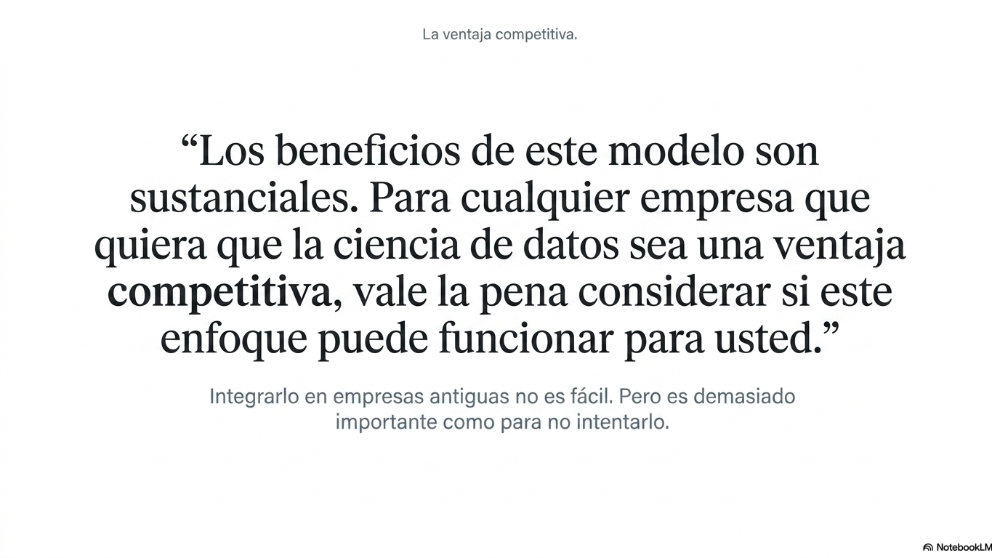 La ventaja competitiva.
“Los beneficios de este modelo son
sustanciales. Para cualquier empresa que
quiera que la ciencia de datos sea una ventaja
competitiva, vale la pena considerar si este
enfoque puede funcionar para usted.”
Integrarlo en empresas antiguas no es fácil. Pero es demasiado
importante como para no intentarlo.
NotebookLM